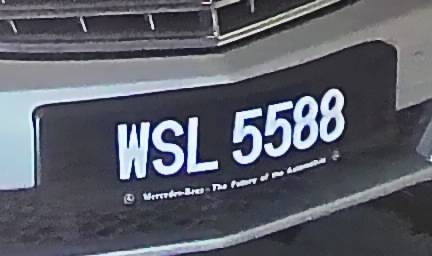 WSL 5588
Mercedes-Benz - The Future of the Automobile